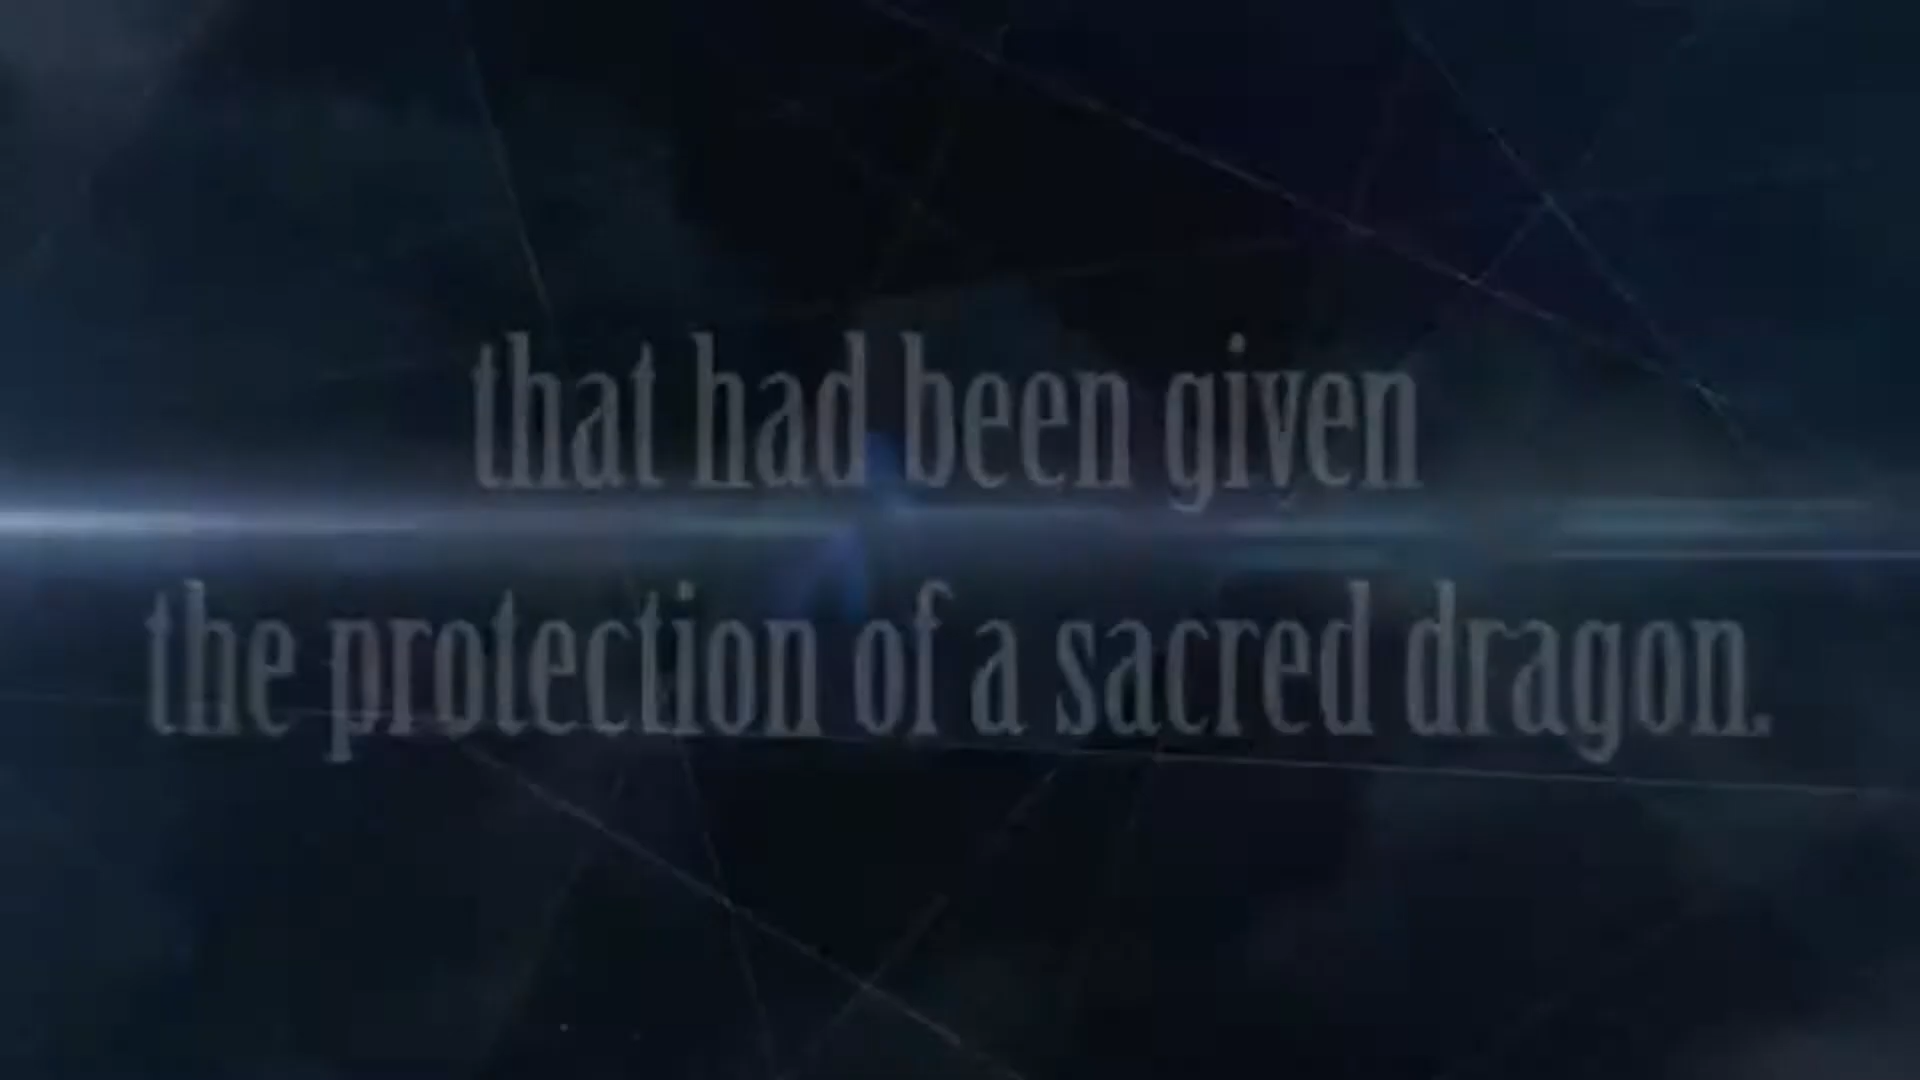 that had been given
the protection of a sacred dragon.